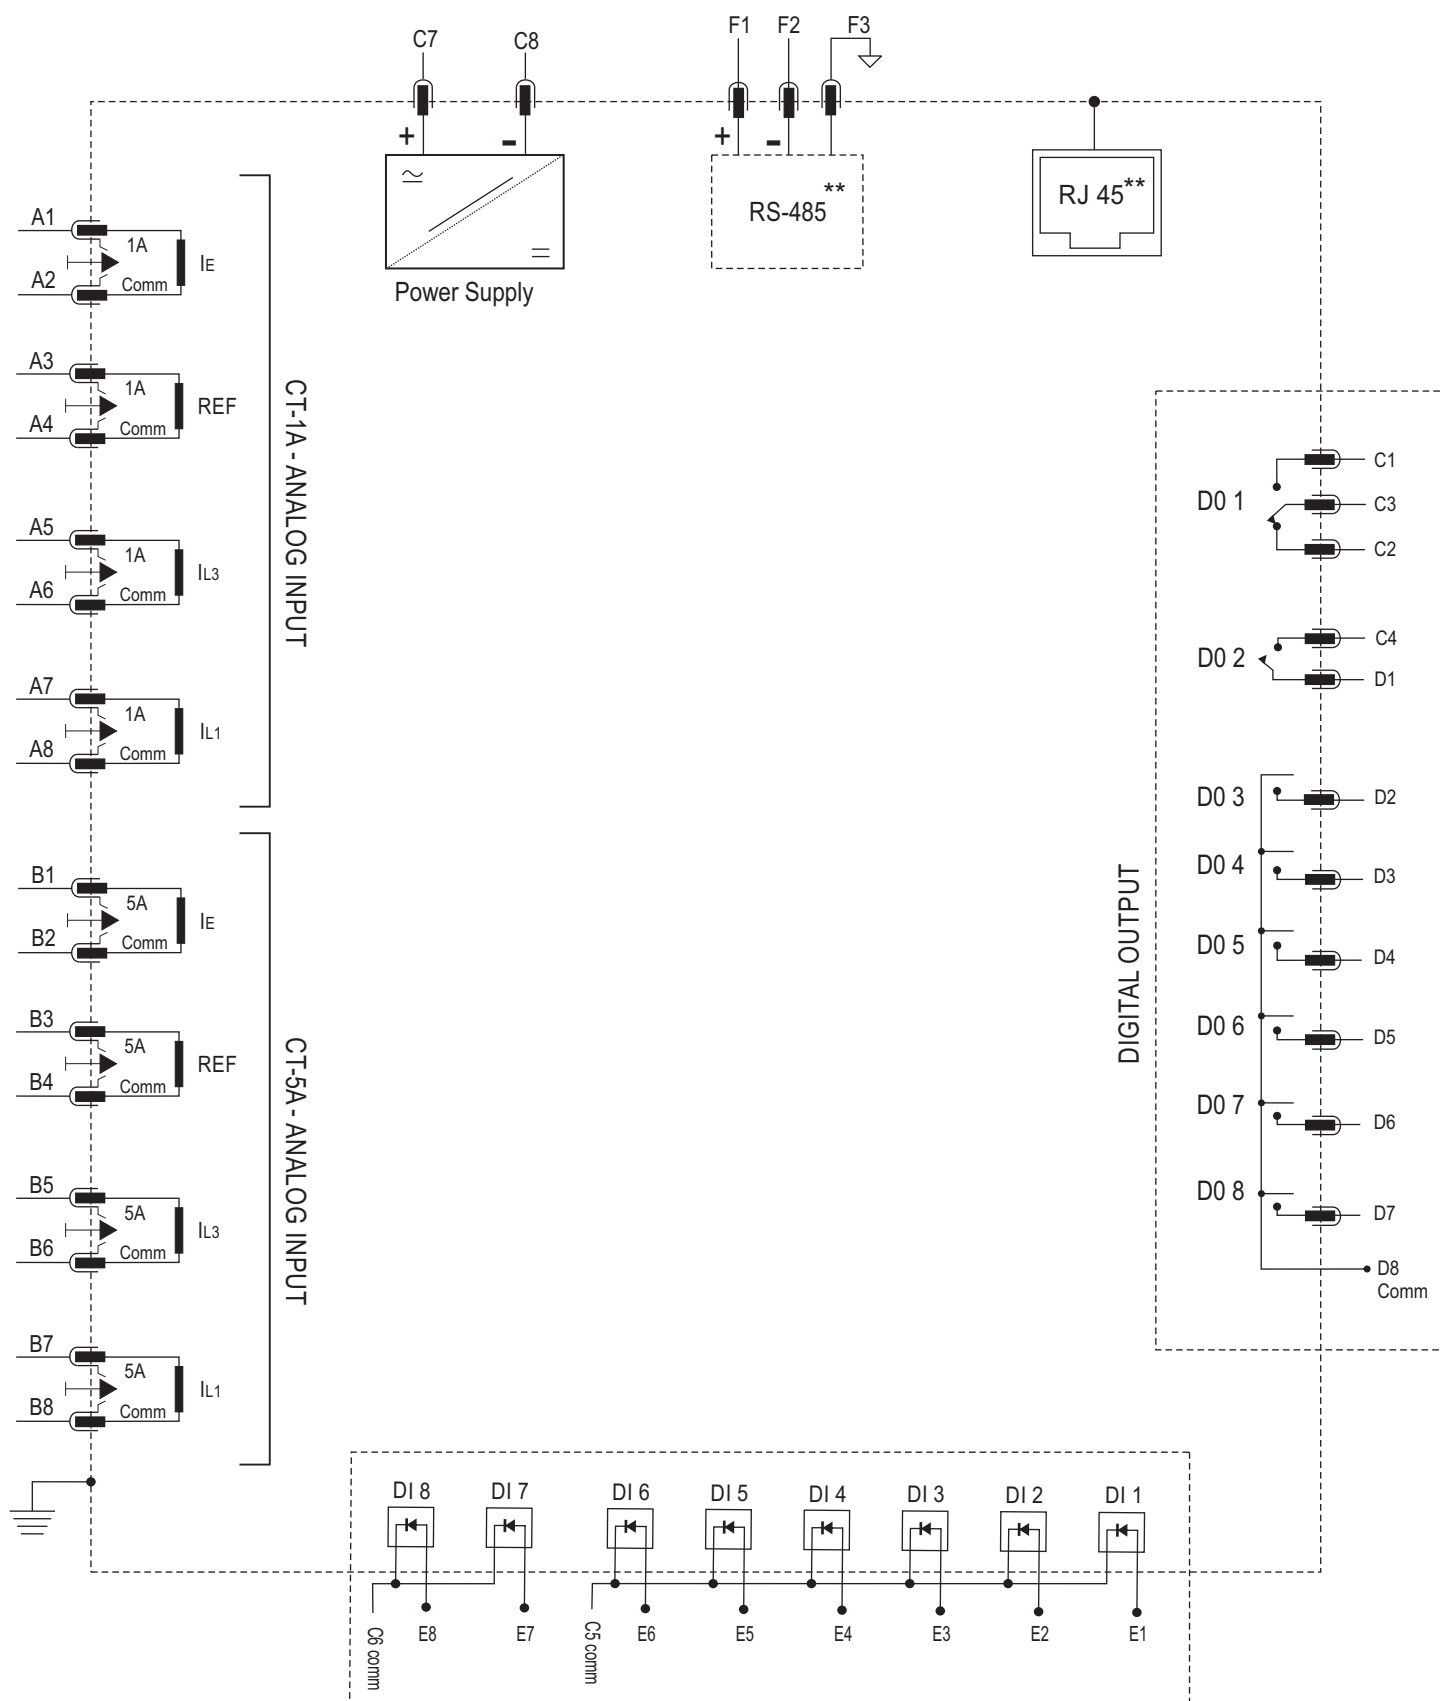 C7
C8
F1
F2
F3
+
-
+
-
RS-485**
RJ 45**
Power Supply
A1
1A
IE
A2
Comm
A3
1A
REF
A4
Comm
A5
1A
IL3
A6
Comm
A7
1A
IL1
A8
Comm
CT-1A - ANALOG INPUT
B1
5A
IE
B2
Comm
B3
5A
REF
B4
Comm
B5
5A
IL3
B6
Comm
B7
5A
IL1
B8
Comm
CT-5A - ANALOG INPUT
DIGITAL OUTPUT
D0 1
C1
C3
C2
D0 2
C4
D1
D0 3
D2
D0 4
D3
D0 5
D4
D0 6
D5
D0 7
D6
D0 8
D7
D8
Comm
DI 8
DI 7
DI 6
DI 5
DI 4
DI 3
DI 2
DI 1
C6 comm
E8
E7
C5 comm
E6
E5
E4
E3
E2
E1